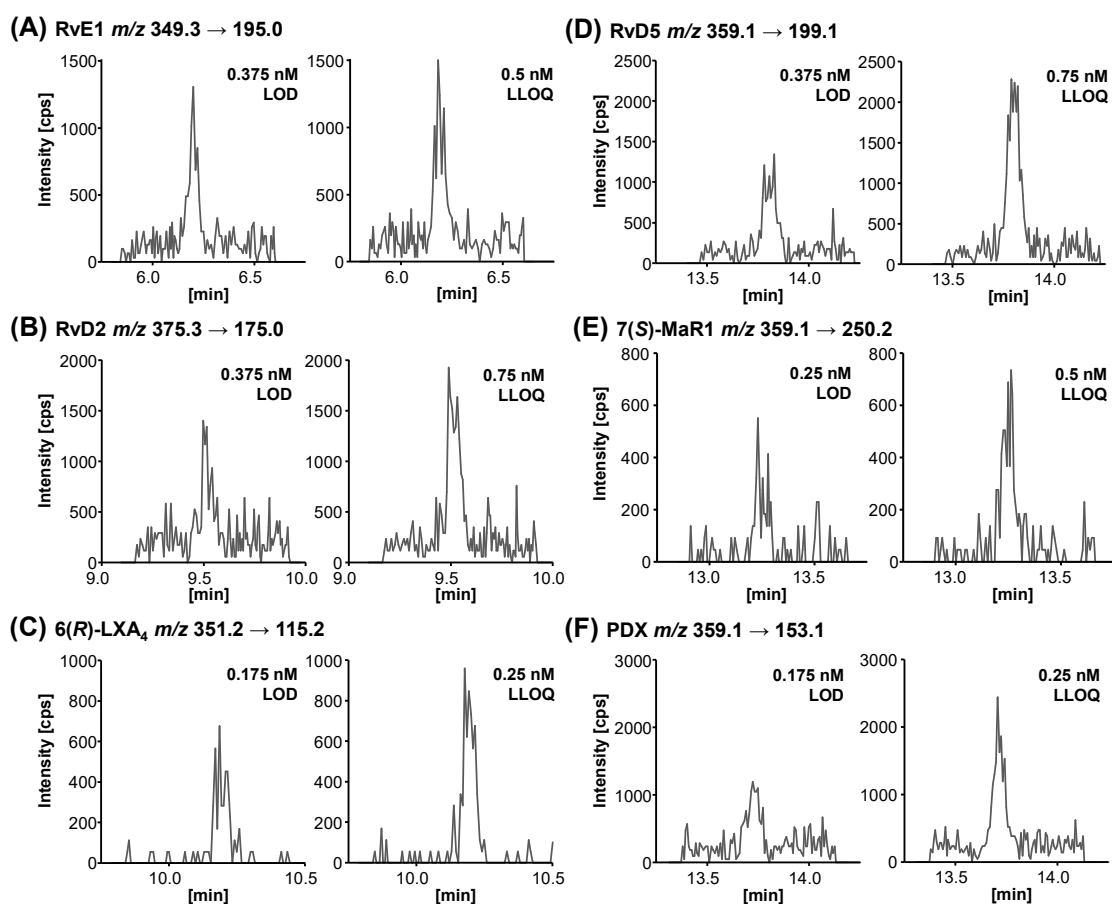 (A) RvE1 m/z 349.3 → 195.0
Intensity [cps]
1500
1000
500
0
0.375 nM
LOD
6.0
6.5
[min]
1500
1000
500
0
0.5 nM
LLOQ
6.0
6.5
[min]
(D) RvD5 m/z 359.1 → 199.1
Intensity [cps]
2500
2000
1500
1000
500
0
0.375 nM
LOD
13.5
14.0
[min]
2500
2000
1500
1000
500
0
0.75 nM
LLOQ
13.5
14.0
[min]
(B) RvD2 m/z 375.3 → 175.0
Intensity [cps]
2000
1500
1000
500
0
0.375 nM
LOD
9.0
9.5
10.0
[min]
2000
1500
1000
500
0
0.75 nM
LLOQ
9.0
9.5
10.0
[min]
(E) 7(S)-MaR1 m/z 359.1 → 250.2
Intensity [cps]
800
600
400
200
0
0.25 nM
LOD
13.0
13.5
[min]
800
600
400
200
0
0.5 nM
LLOQ
13.0
13.5
[min]
(C) 6(R)-LXA₄ m/z 351.2 → 115.2
Intensity [cps]
1000
800
600
400
200
0
0.175 nM
LOD
10.0
10.5
[min]
1000
800
600
400
200
0
0.25 nM
LLOQ
10.0
10.5
[min]
(F) PDX m/z 359.1 → 153.1
Intensity [cps]
3000
2000
1000
0
0.175 nM
LOD
13.5
14.0
[min]
3000
2000
1000
0
0.25 nM
LLOQ
13.5
14.0
[min]